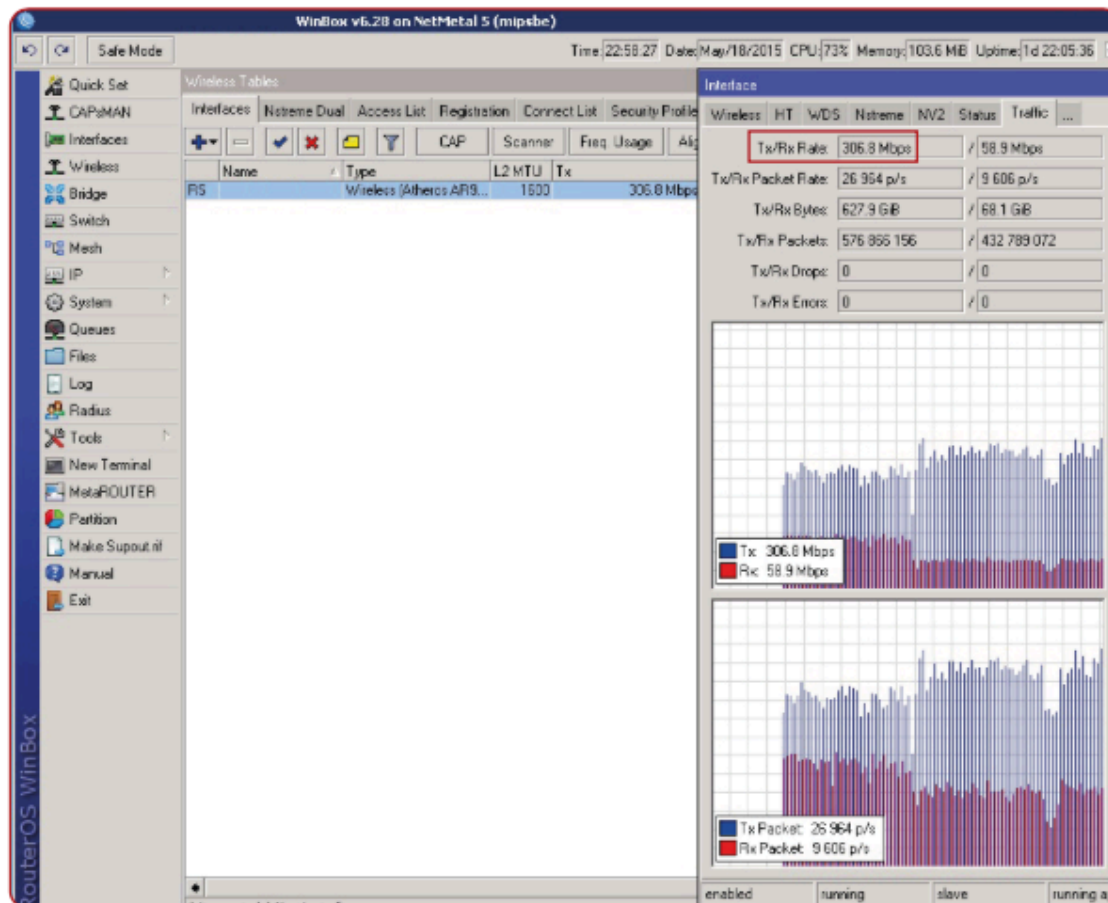 WinBox v6.28 on NetMetal 5 (mipsbe)
Safe Mode
Time: 22:58:27 Date: May/18/2015 CPU: 73% Memory: 103.6 MiB Uptime: 1d 22:05:36
Quick Set
CAPsMAN
Interfaces
Wireless
Bridge
Switch
Mesh
IP
System
Queues
Files
Log
Radius
Tools
New Terminal
MetaROUTER
Partition
Make Supout.rif
Manual
Exit
RouterOS WinBox
Wireless Tables
Interfaces Nstreme Dual Access List Registration Connect List Security Profile
CAP Scanner Freq. Usage Alig
Name Type L2 MTU Tx
RS Wireless (Atheros AR9... 1600 306.8 Mbps
Interface
Wireless HT WDS Nstreme NV2 Status Traffic ...
Tx/Rx Rate: 306.8 Mbps / 58.9 Mbps
Tx/Rx Packet Rate: 26 964 p/s / 9 606 p/s
Tx/Rx Bytes: 627.9 GiB / 68.1 GiB
Tx/Rx Packets: 576 866 156 / 432 789 072
Tx/Rx Drops: 0 / 0
Tx/Rx Errors: 0 / 0
Tx: 306.8 Mbps
Rx: 58.9 Mbps
Tx Packet: 26 964 p/s
Rx Packet: 9 606 p/s
enabled running slave running a